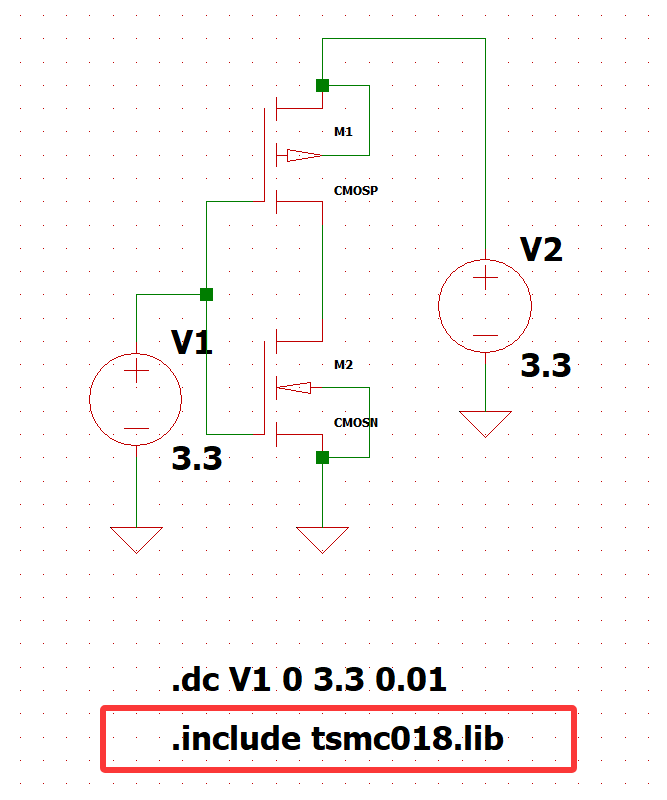 M1
CMOSP
V2
V1
M2
3.3
CMOSN
3.3
.dc V1 0 3.3 0.01
.include tsmc018.lib